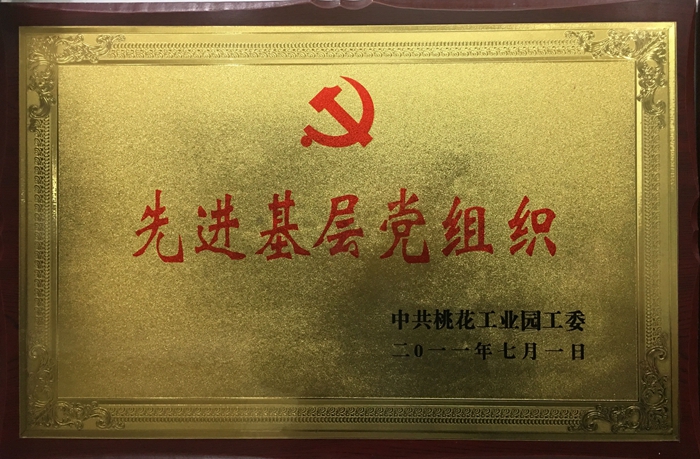 先进基层党组织
中共桃花工业园工委
二0一一年七月一日